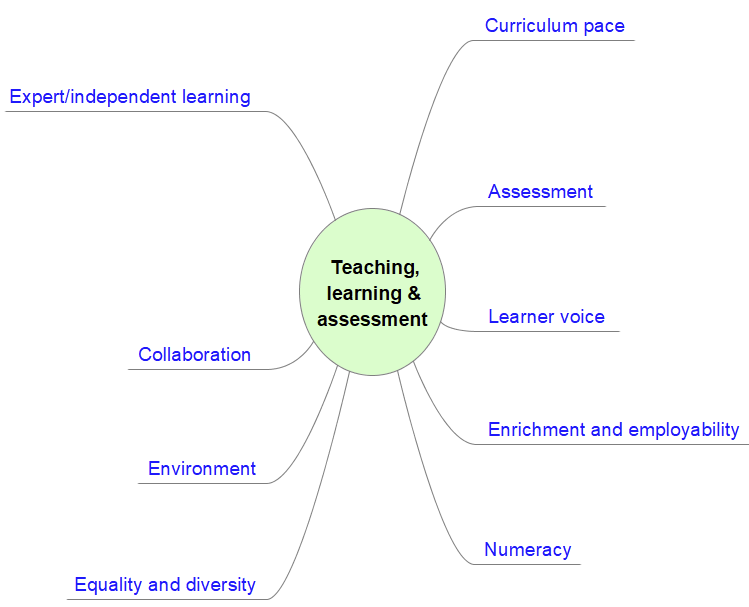 Curriculum pace
Expert/independent learning
Assessment
Teaching,
learning &
assessment
Learner voice
Collaboration
Enrichment and employability
Environment
Numeracy
Equality and diversity